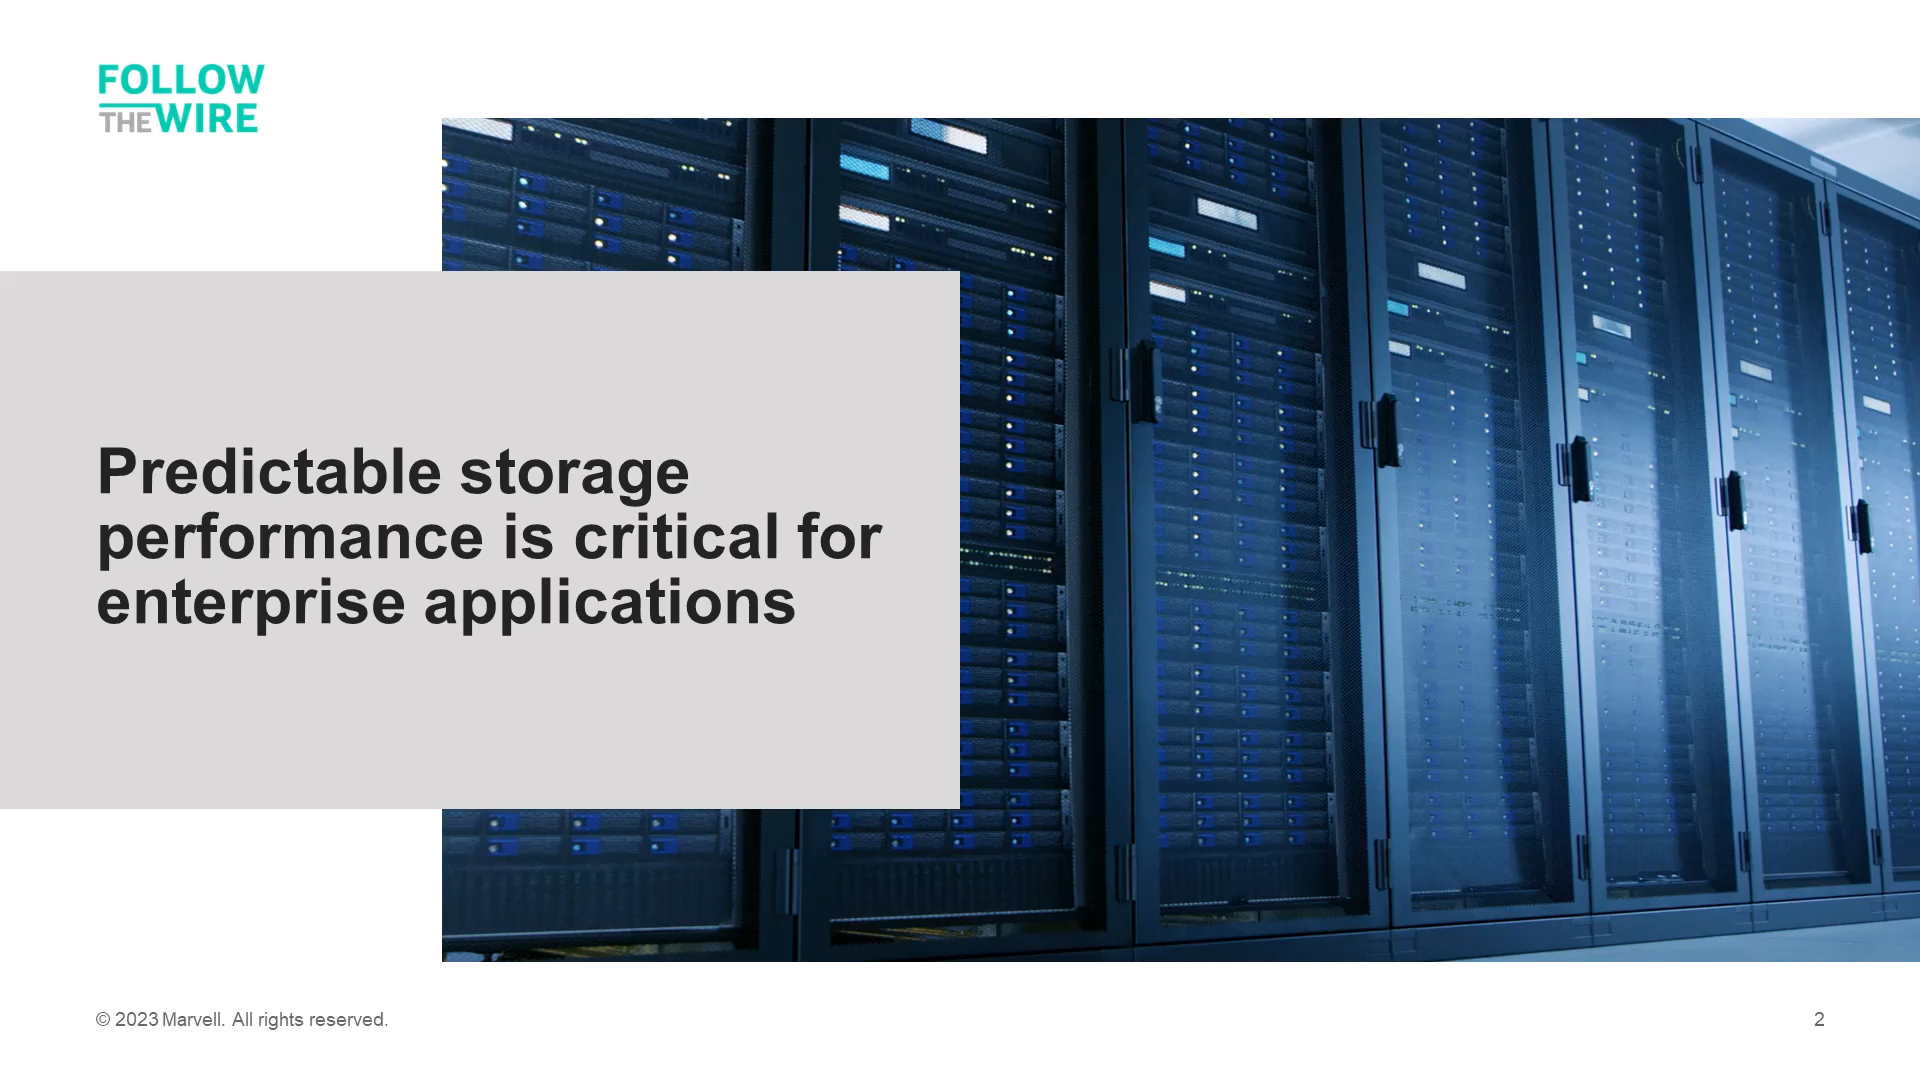 FOLLOW
THE WIRE
Predictable storage
performance is critical for
enterprise applications
© 2023 Marvell. All rights reserved.
2